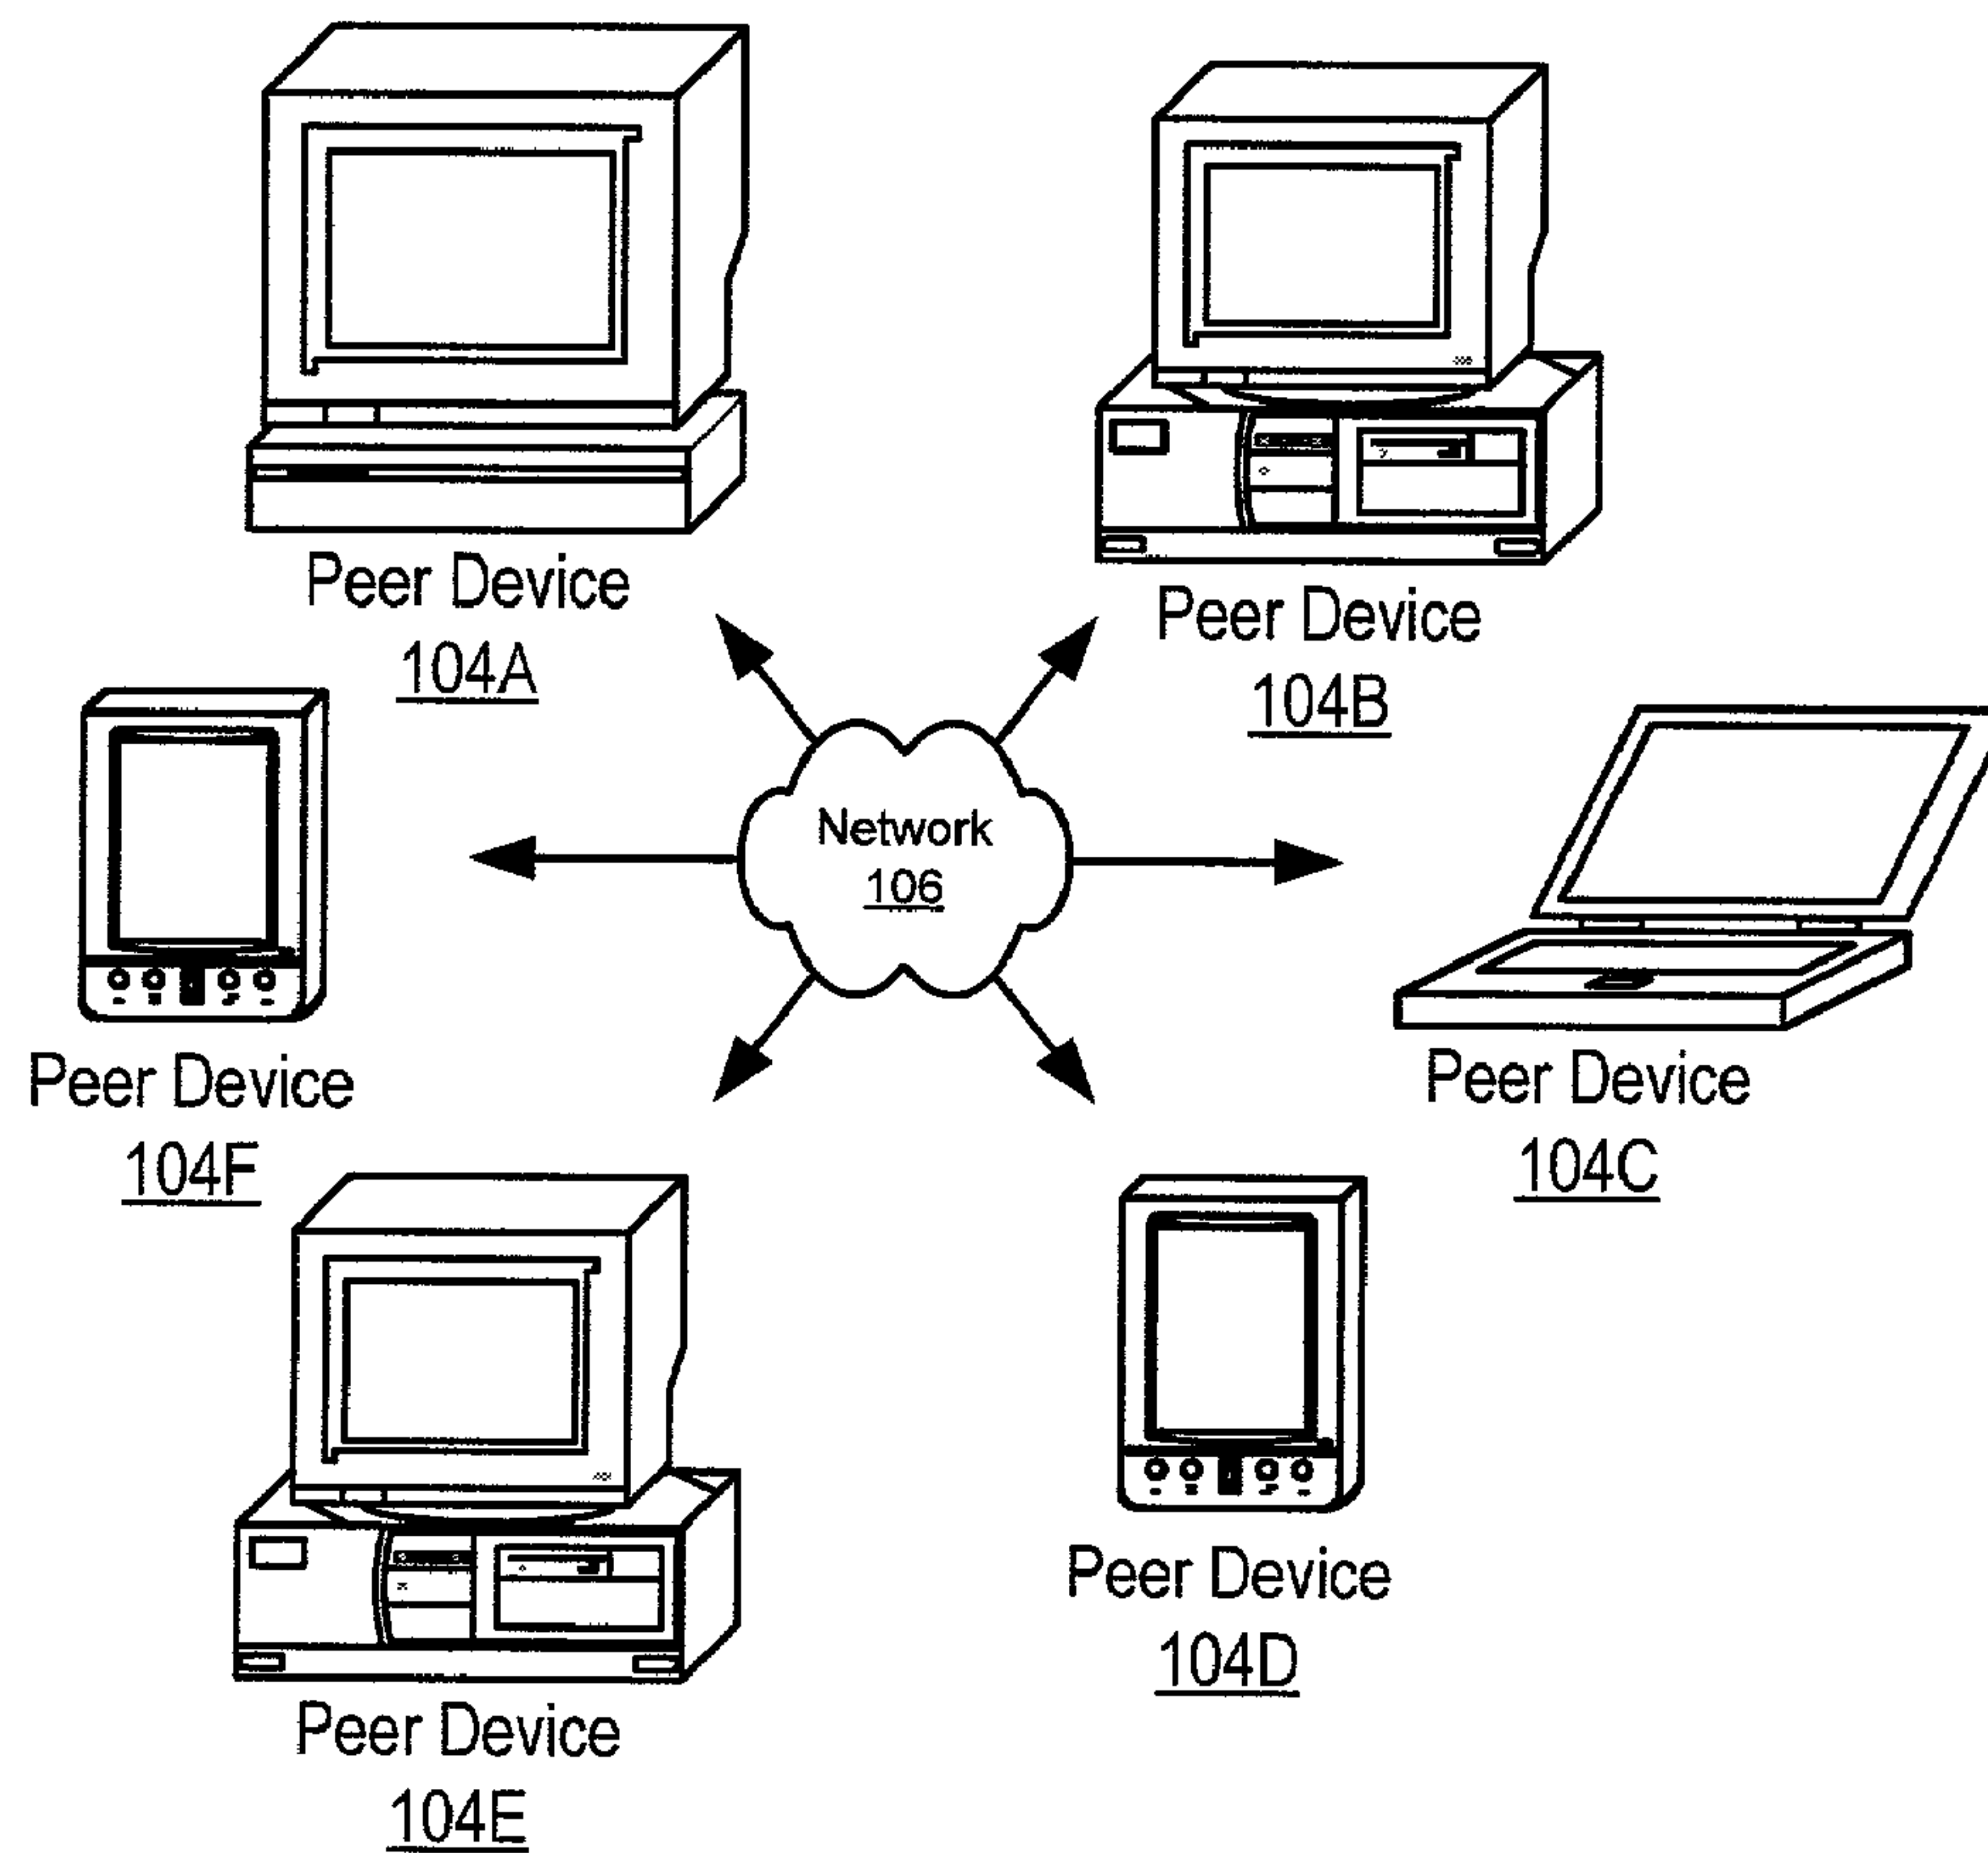 Peer Device
104A
Peer Device
104B
Network
106
Peer Device
104F
Peer Device
104C
Peer Device
104D
Peer Device
104E